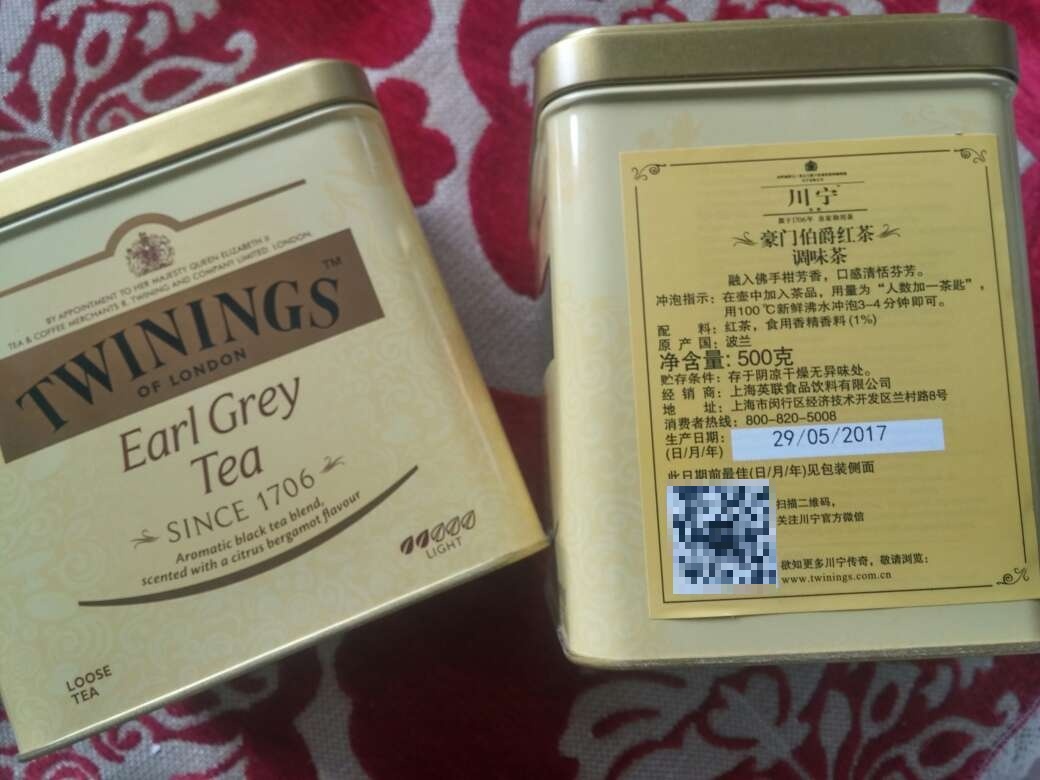 BY APPOINTMENT TO HER MAJESTY QUEEN ELIZABETH II
TEA & COFFEE MERCHANTS R. TWINING AND COMPANY LIMITED. LONDON.
TWININGS™
OF LONDON
Earl Grey
Tea
SINCE 1706
Aromatic black tea blend,
scented with a citrus bergamot flavour
LIGHT
LOOSE
TEA
川宁
豪门伯爵红茶
调味茶
融入佛手柑芳香，口感清恬芬芳。
冲泡指示：在壶中加入茶品，用量为“人数加一茶匙”，
用100℃新鲜沸水冲泡3-4分钟即可。
配料：红茶，食用香精香料(1%)
原产国：波兰
净含量：500克
贮存条件：存于阴凉干燥无异味处。
经销商：上海英联食品饮料有限公司
地址：上海市闵行区经济技术开发区兰村路8号
消费者热线：800-820-5008
生产日期：29/05/2017
(日/月/年)
此日期前最佳(日/月/年)见包装侧面
扫描二维码，
关注川宁官方微信
欲知更多川宁传奇，敬请浏览：
www.twinings.com.cn